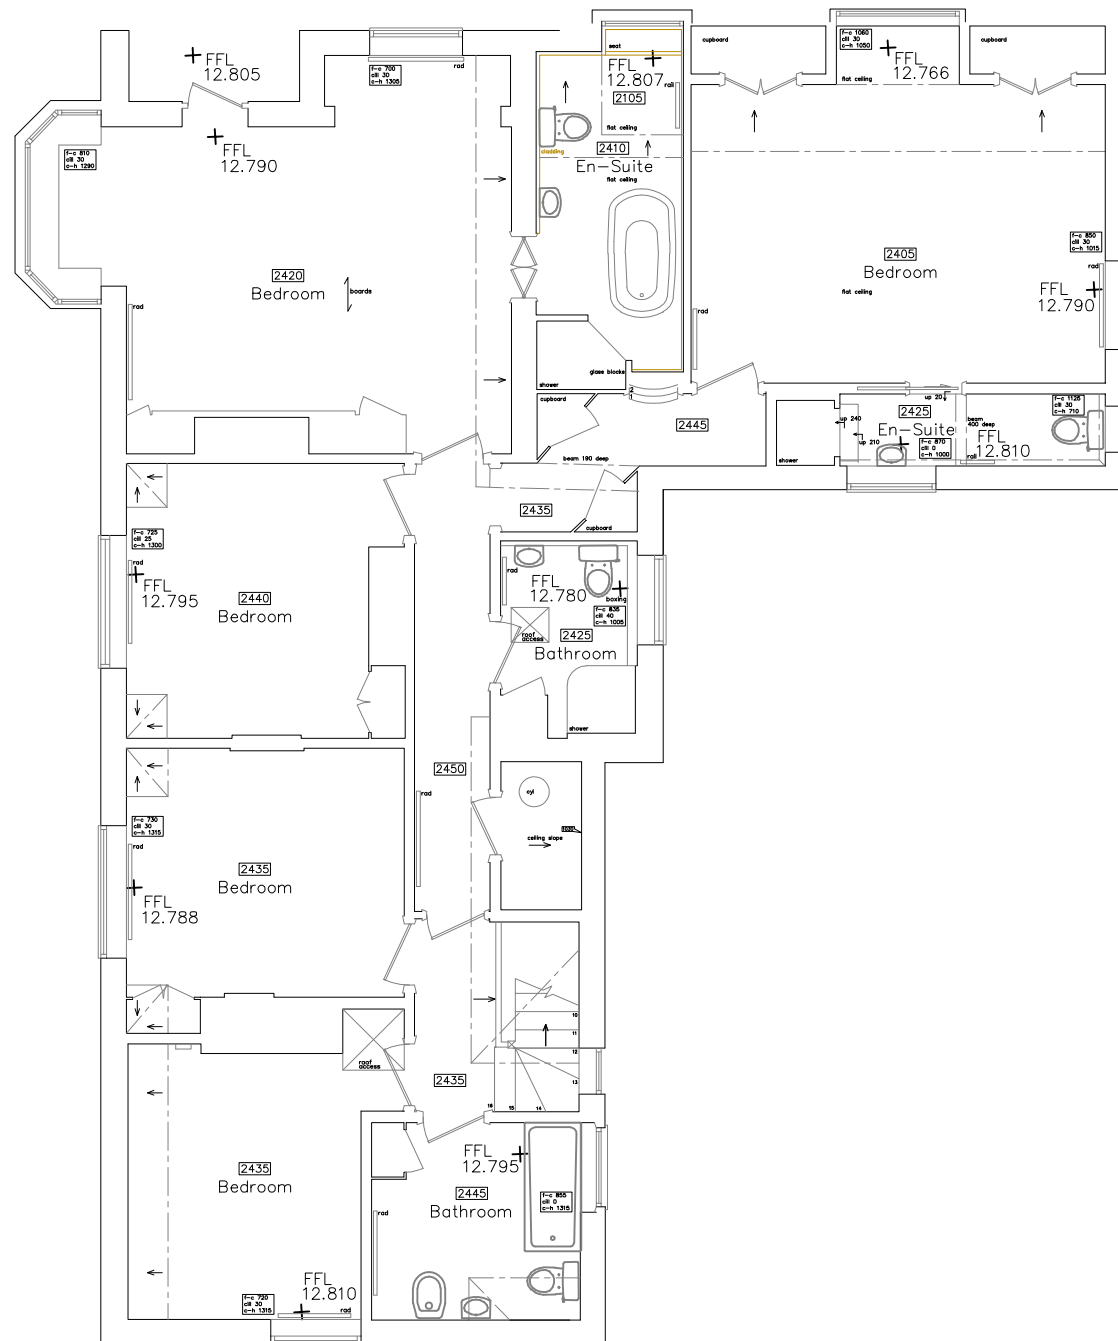 FFL
12.805
f-c 700
cill 30
c-h 1305
rad
seat
FFL
12.807
rail
2105
flat ceiling
cupboard
f-c 1060
cill 30
c-h 1050
FFL
12.766
flat ceiling
cupboard
f-c 810
cill 30
c-h 1290
FFL
12.790
cladding
2410
En-Suite
flat ceiling
2420
Bedroom
boards
rad
2405
Bedroom
flat ceiling
f-c 850
cill 30
c-h 1015
rad
FFL
12.790
rad
glass blocks
shower
2
1
cupboard
2445
beam 190 deep
up 20
2425
En-Suite
up 240
up 210
f-c 870
cill 0
c-h 1000
shower
beam
400 deep
FFL
12.810
rail
f-c 1125
cill 30
c-h 710
2435
cupboard
f-c 725
cill 25
c-h 1300
rad
FFL
12.795
2440
Bedroom
rad
FFL
12.780
boxing
f-c 835
cill 40
c-h 1005
roof
access
2425
Bathroom
shower
2450
rad
cyl
ceiling slope
f-c 730
cill 30
c-h 1315
rad
2435
Bedroom
FFL
12.788
10
11
12
13
14
15
16
roof
access
2435
2435
Bedroom
FFL
12.795
2445
Bathroom
f-c 855
cill 0
c-h 1315
rad
FFL
12.810
f-c 720
cill 30
c-h 1315
rad